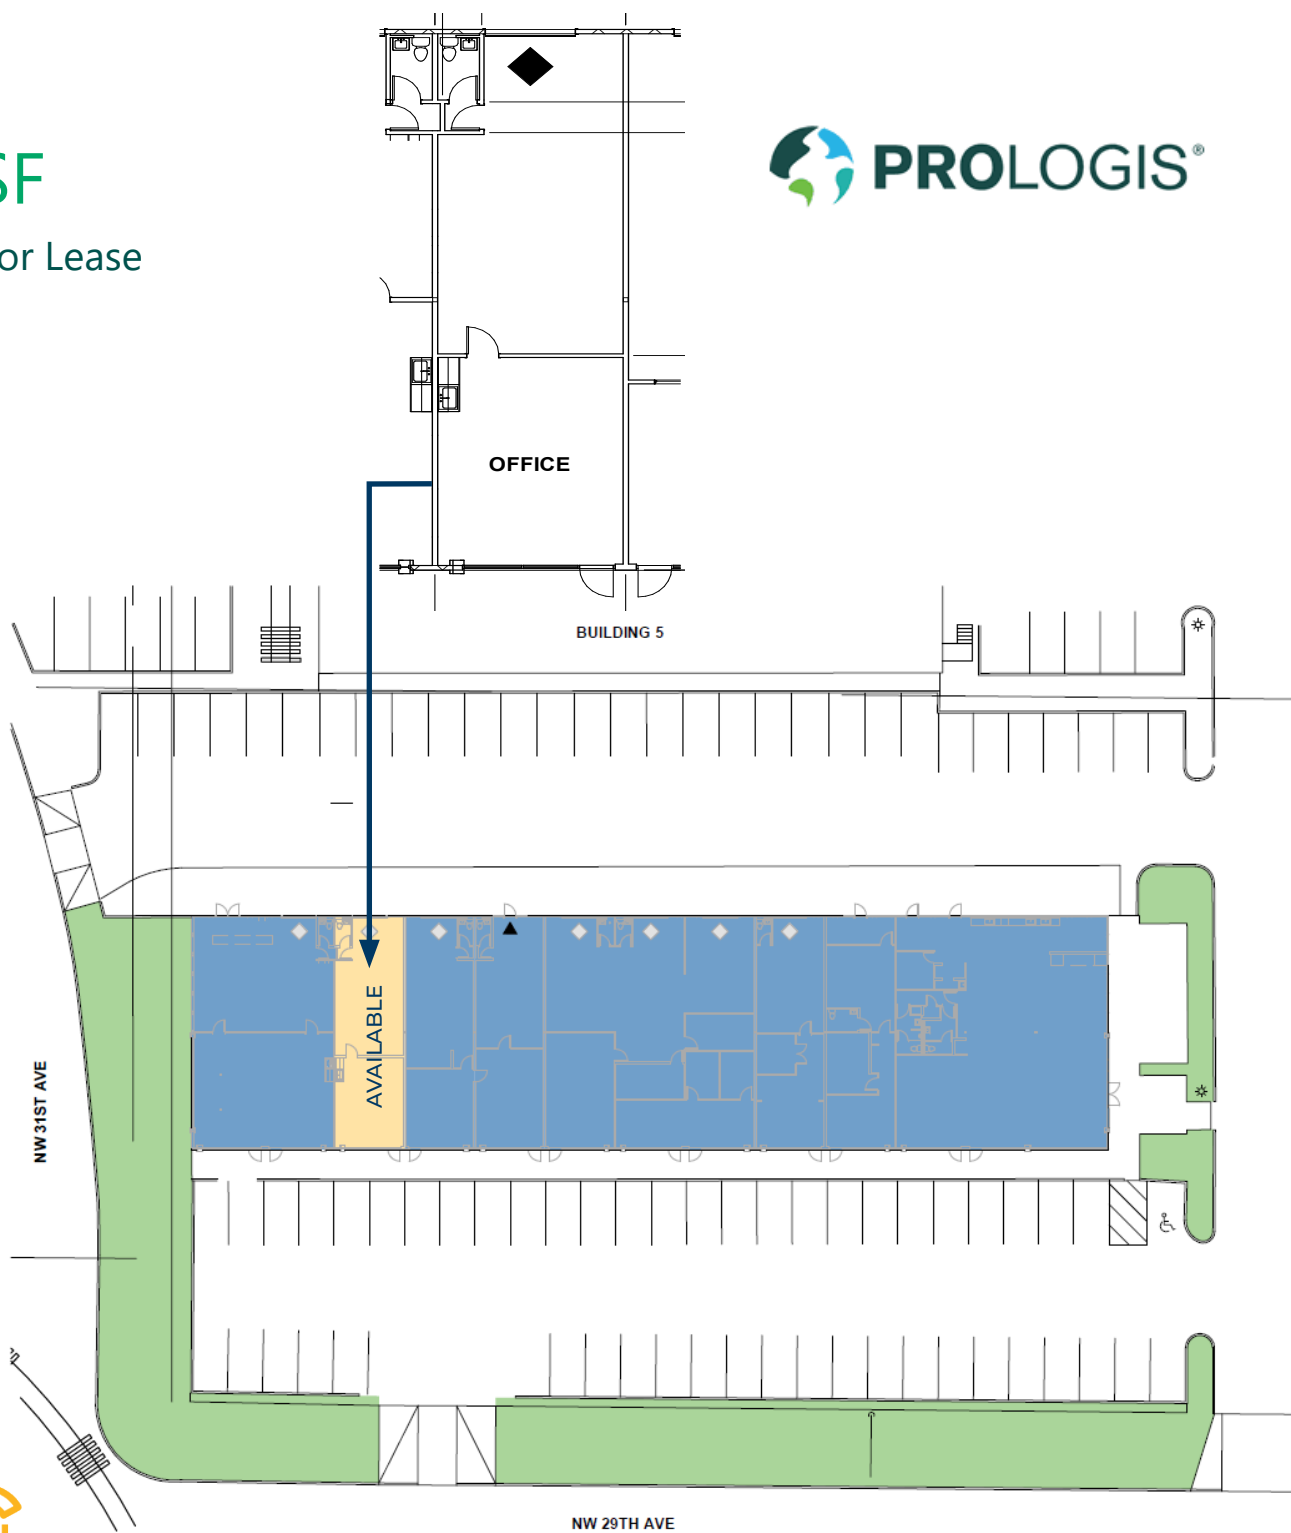 SF
or Lease
PROLOGIS®
OFFICE
BUILDING 5
AVAILABLE
NW 31ST AVE
NW 29TH AVE